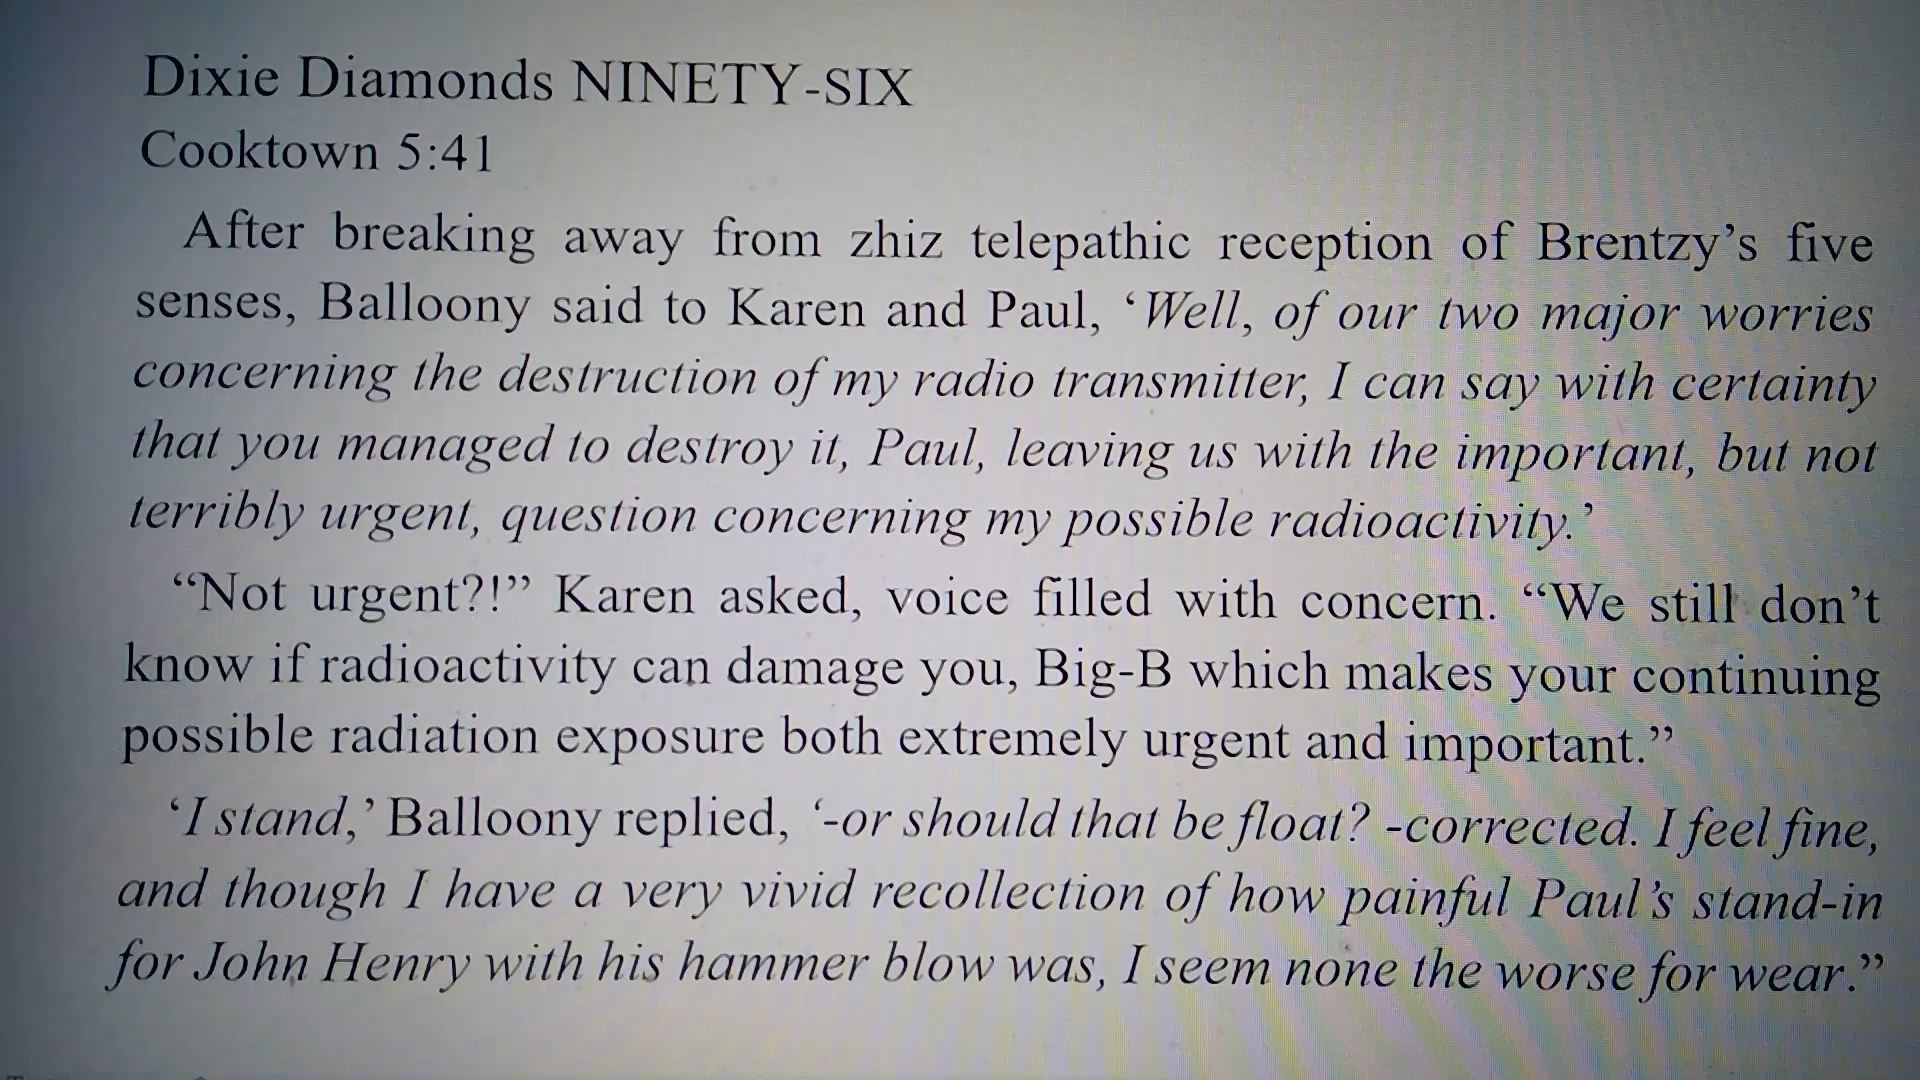 Dixie Diamonds NINETY-SIX
Cooktown 5:41
After breaking away from zhiz telepathic reception of Brentzy’s five
senses, Balloony said to Karen and Paul, ‘Well, of our two major worries
concerning the destruction of my radio transmitter, I can say with certainty
that you managed to destroy it, Paul, leaving us with the important, but not
terribly urgent, question concerning my possible radioactivity.’
“Not urgent?!” Karen asked, voice filled with concern. “We still don’t
know if radioactivity can damage you, Big-B which makes your continuing
possible radiation exposure both extremely urgent and important.”
‘I stand,’ Balloony replied, ‘-or should that be float? -corrected. I feel fine,
and though I have a very vivid recollection of how painful Paul’s stand-in
for John Henry with his hammer blow was, I seem none the worse for wear.”